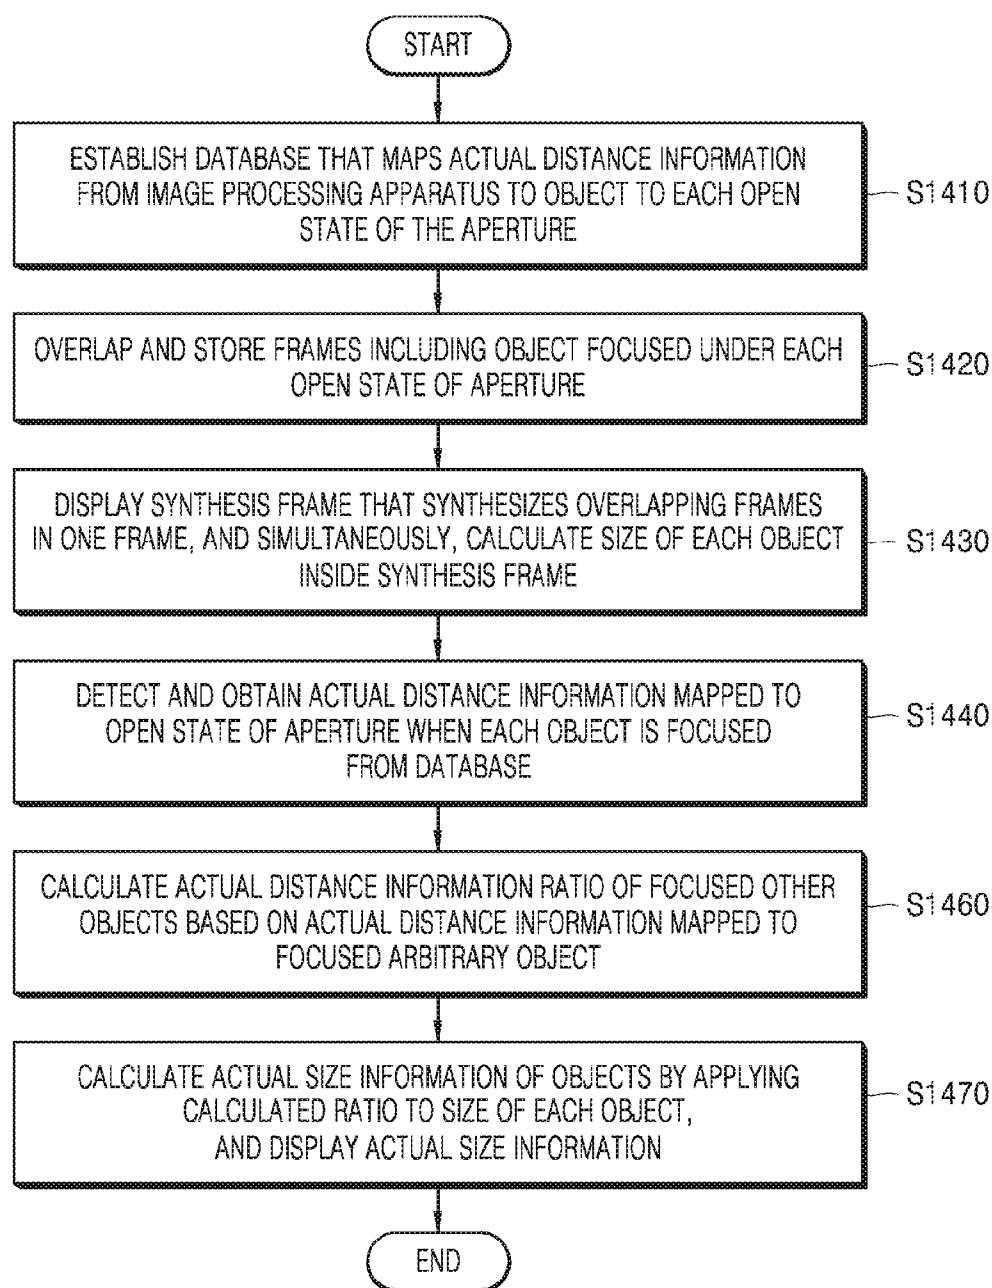 START
ESTABLISH DATABASE THAT MAPS ACTUAL DISTANCE INFORMATION
FROM IMAGE PROCESSING APPARATUS TO OBJECT TO EACH OPEN
STATE OF THE APERTURE
S1410
OVERLAP AND STORE FRAMES INCLUDING OBJECT FOCUSED UNDER EACH
OPEN STATE OF APERTURE
S1420
DISPLAY SYNTHESIS FRAME THAT SYNTHESIZES OVERLAPPING FRAMES
IN ONE FRAME, AND SIMULTANEOUSLY, CALCULATE SIZE OF EACH OBJECT
INSIDE SYNTHESIS FRAME
S1430
DETECT AND OBTAIN ACTUAL DISTANCE INFORMATION MAPPED TO
OPEN STATE OF APERTURE WHEN EACH OBJECT IS FOCUSED
FROM DATABASE
S1440
CALCULATE ACTUAL DISTANCE INFORMATION RATIO OF FOCUSED OTHER
OBJECTS BASED ON ACTUAL DISTANCE INFORMATION MAPPED TO
FOCUSED ARBITRARY OBJECT
S1460
CALCULATE ACTUAL SIZE INFORMATION OF OBJECTS BY APPLYING
CALCULATED RATIO TO SIZE OF EACH OBJECT,
AND DISPLAY ACTUAL SIZE INFORMATION
S1470
END